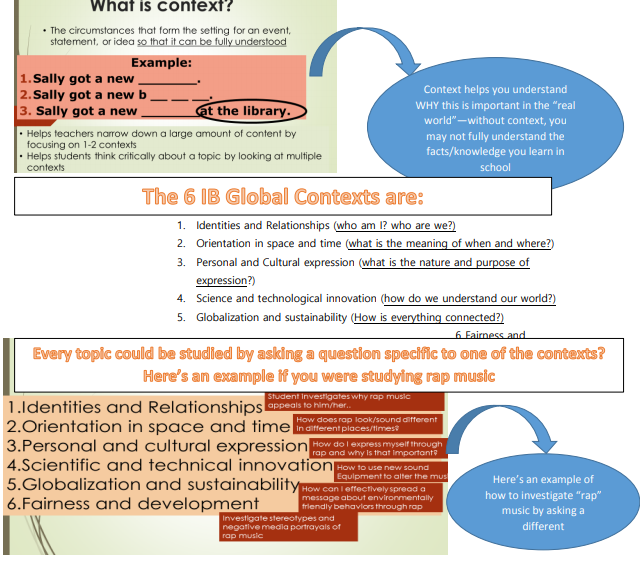 What is context?
• The circumstances that form the setting for an event,
statement, or idea so that it can be fully understood
Example:
1. Sally got a new _______.
2. Sally got a new b __ __ __.
3. Sally got a new _______ at the library.
• Helps teachers narrow down a large amount of content by
focusing on 1-2 contexts
• Helps students think critically about a topic by looking at multiple
contexts
Context helps you understand
WHY this is important in the “real
world”—without context, you
may not fully understand the
facts/knowledge you learn in
school
The 6 IB Global Contexts are:
1. Identities and Relationships (who am I? who are we?)
2. Orientation in space and time (what is the meaning of when and where?)
3. Personal and Cultural expression (what is the nature and purpose of
expression?)
4. Science and technological innovation (how do we understand our world?)
5. Globalization and sustainability (How is everything connected?)
6. Fairness and
Every topic could be studied by asking a question specific to one of the contexts?
Here’s an example if you were studying rap music
1.Identities and Relationships
Student investigates why rap music
appeals to him/her..
2.Orientation in space and time
How does rap look/sound different
in different places/times?
3.Personal and cultural expression
How do I express myself through
rap and why is that important?
4.Scientific and technical innovation
How to use new sound
Equipment to alter the mus
5.Globalization and sustainability
How can I effectively spread a
message about environmentally
friendly behaviors through rap
6.Fairness and development
Investigate stereotypes and
negative media portrayals of
rap music
Here’s an example of
how to investigate “rap”
music by asking a
different